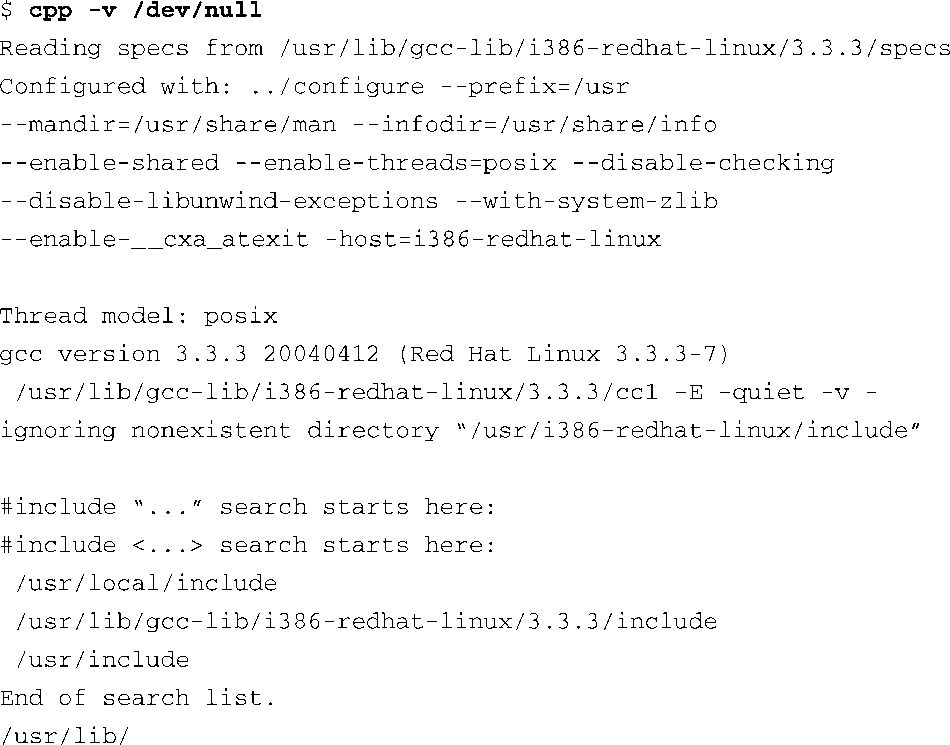 $ cpp -v /dev/null
Reading specs from /usr/lib/gcc-lib/i386-redhat-linux/3.3.3/specs
Configured with: ../configure --prefix=/usr
--mandir=/usr/share/man --infodir=/usr/share/info
--enable-shared --enable-threads=posix --disable-checking
--disable-libunwind-exceptions --with-system-zlib
--enable-__cxa_atexit -host=i386-redhat-linux
Thread model: posix
gcc version 3.3.3 20040412 (Red Hat Linux 3.3.3-7)
/usr/lib/gcc-lib/i386-redhat-linux/3.3.3/cc1 -E -quiet -v -
ignoring nonexistent directory “/usr/i386-redhat-linux/include”
#include “...” search starts here:
#include <...> search starts here:
/usr/local/include
/usr/lib/gcc-lib/i386-redhat-linux/3.3.3/include
/usr/include
End of search list.
/usr/lib/